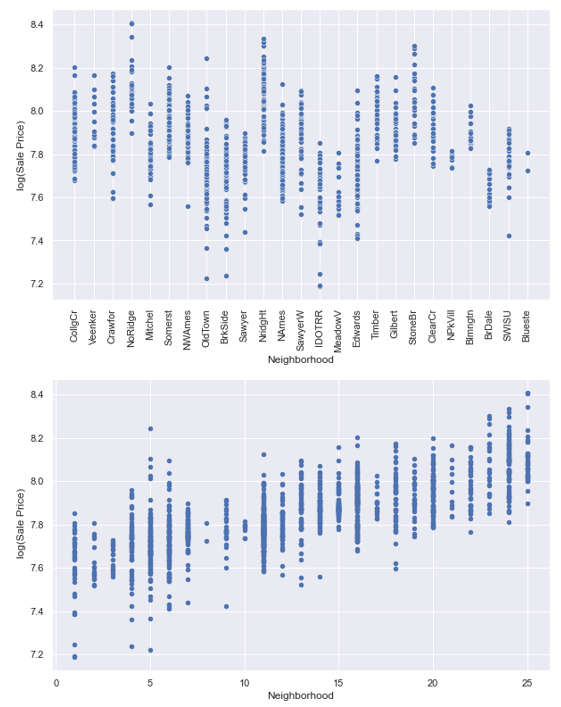 log(Sale Price)
8.4
8.2
8.0
7.8
7.6
7.4
7.2
CollgCr
Veenker
Crawfor
NoRidge
Mitchel
Somerst
NWAmes
OldTown
BrkSide
Sawyer
NridgHt
NAmes
SawyerW
IDOTRR
MeadowV
Edwards
Timber
Gilbert
StoneBr
ClearCr
NPkVill
Blmngtn
BrDale
SWISU
Blueste
Neighborhood
log(Sale Price)
8.4
8.2
8.0
7.8
7.6
7.4
7.2
0 5 10 15 20 25
Neighborhood